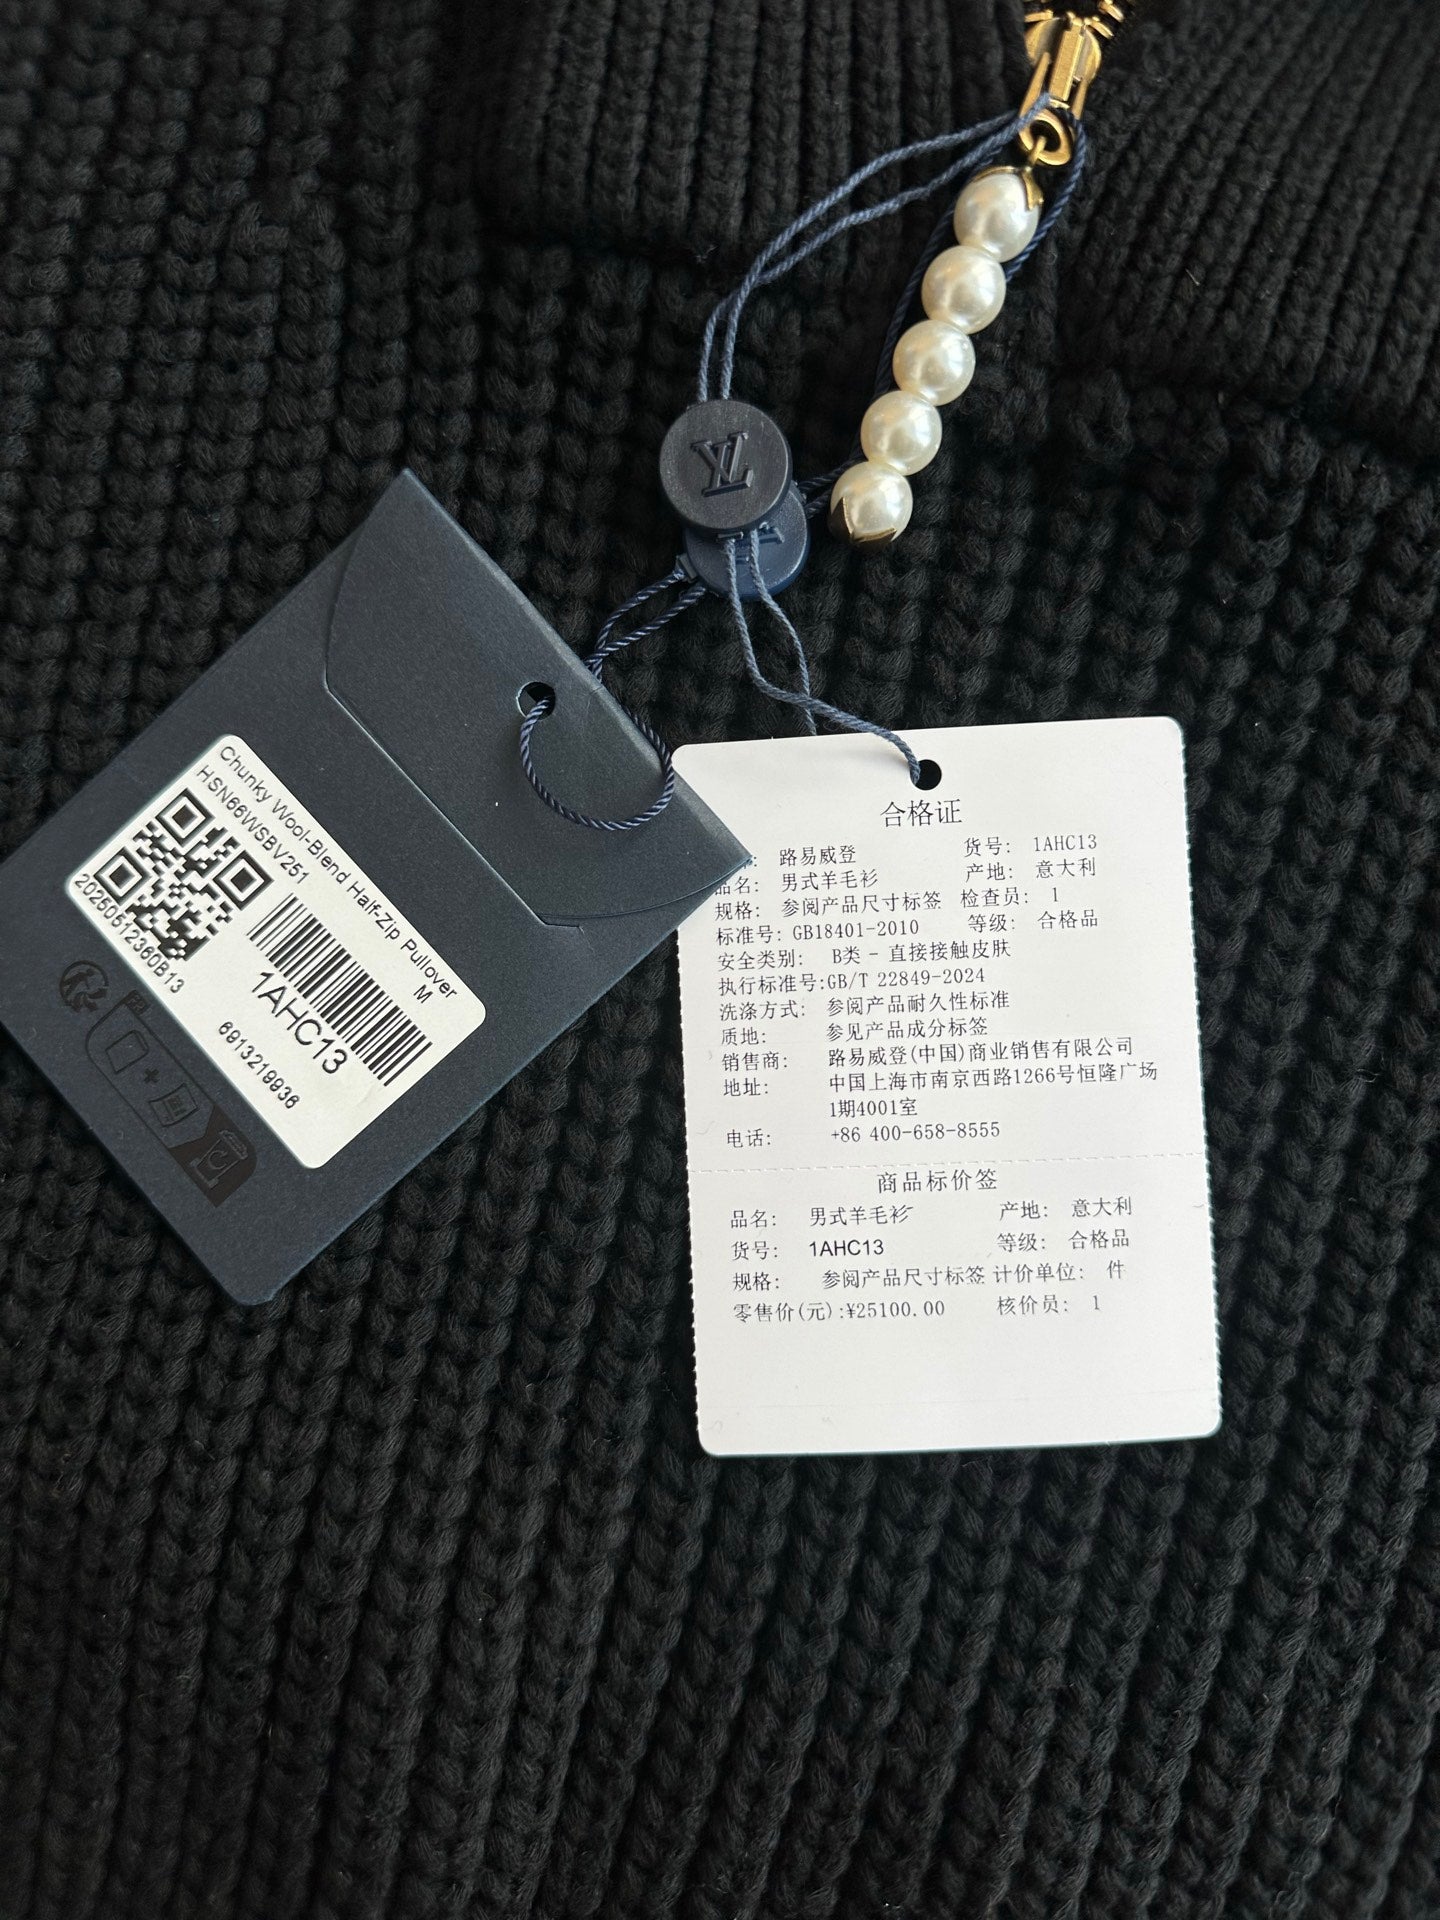 LV
Chunky Wool-Blend Half-Zip Pullover
HSN66WSBV251
M
20250512360B13
1AHC13
6913219936
合格证
路易威登 货号: 1AHC13
品名: 男式羊毛衫 产地: 意大利
规格: 参阅产品尺寸标签 检查员: 1
标准号: GB18401-2010 等级: 合格品
安全类别: B类 - 直接接触皮肤
执行标准号:GB/T 22849-2024
洗涤方式: 参阅产品耐久性标准
质地: 参见产品成分标签
销售商: 路易威登(中国)商业销售有限公司
地址: 中国上海市南京西路1266号恒隆广场
1期4001室
电话: +86 400-658-8555
商品标价签
品名: 男式羊毛衫 产地: 意大利
货号: 1AHC13 等级: 合格品
规格: 参阅产品尺寸标签 计价单位: 件
零售价(元):¥25100.00 核价员: 1